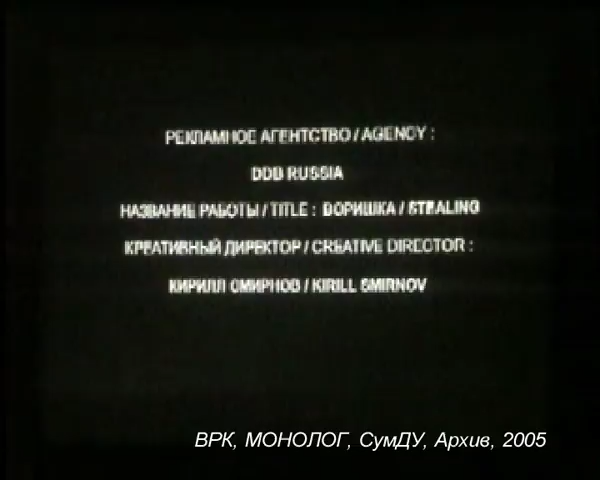 РЕКЛАМНОЕ АГЕНТСТВО / AGENCY :
DDB RUSSIA
НАЗВАНИЕ РАБОТЫ / TITLE : ВОРИШКА / STEALING
КРЕАТИВНЫЙ ДИРЕКТОР / CREATIVE DIRECTOR :
КИРИЛЛ СМИРНОВ / KIRILL SMIRNOV
ВРК, МОНОЛОГ, СумДУ, Архив, 2005